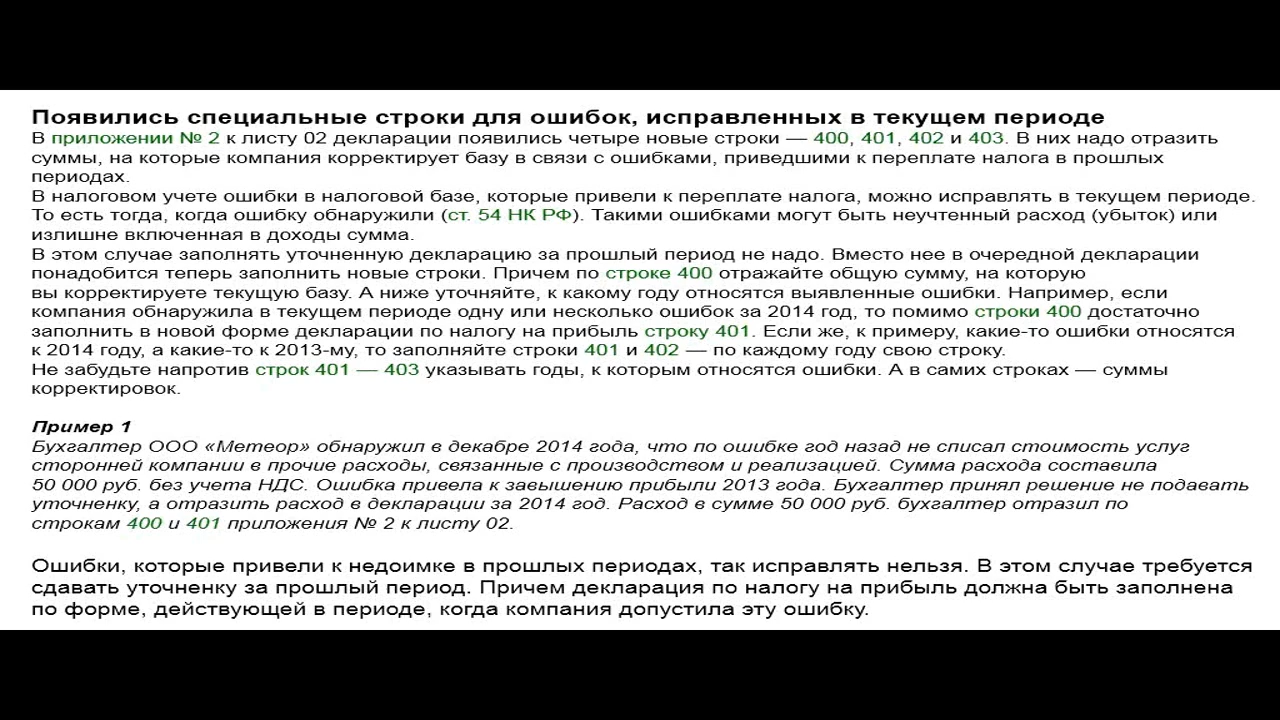 Появились специальные строки для ошибок, исправленных в текущем периоде
В приложении № 2 к листу 02 декларации появились четыре новые строки — 400, 401, 402 и 403. В них надо отразить
суммы, на которые компания корректирует базу в связи с ошибками, приведшими к переплате налога в прошлых
периодах.
В налоговом учете ошибки в налоговой базе, которые привели к переплате налога, можно исправлять в текущем периоде.
То есть тогда, когда ошибку обнаружили (ст. 54 НК РФ). Такими ошибками могут быть неучтенный расход (убыток) или
излишне включенная в доходы сумма.
В этом случае заполнять уточненную декларацию за прошлый период не надо. Вместо нее в очередной декларации
понадобится теперь заполнить новые строки. Причем по строке 400 отражайте общую сумму, на которую
вы корректируете текущую базу. А ниже уточняйте, к какому году относятся выявленные ошибки. Например, если
компания обнаружила в текущем периоде одну или несколько ошибок за 2014 год, то помимо строки 400 достаточно
заполнить в новой форме декларации по налогу на прибыль строку 401. Если же, к примеру, какие-то ошибки относятся
к 2014 году, а какие-то к 2013-му, то заполняйте строки 401 и 402 — по каждому году свою строку.
Не забудьте напротив строк 401 — 403 указывать годы, к которым относятся ошибки. А в самих строках — суммы
корректировок.
Пример 1
Бухгалтер ООО «Метеор» обнаружил в декабре 2014 года, что по ошибке год назад не списал стоимость услуг
сторонней компании в прочие расходы, связанные с производством и реализацией. Сумма расхода составила
50 000 руб. без учета НДС. Ошибка привела к завышению прибыли 2013 года. Бухгалтер принял решение не подавать
уточненку, а отразить расход в декларации за 2014 год. Расход в сумме 50 000 руб. бухгалтер отразил по
строкам 400 и 401 приложения № 2 к листу 02.
Ошибки, которые привели к недоимке в прошлых периодах, так исправлять нельзя. В этом случае требуется
сдавать уточненку за прошлый период. Причем декларация по налогу на прибыль должна быть заполнена
по форме, действующей в периоде, когда компания допустила эту ошибку.